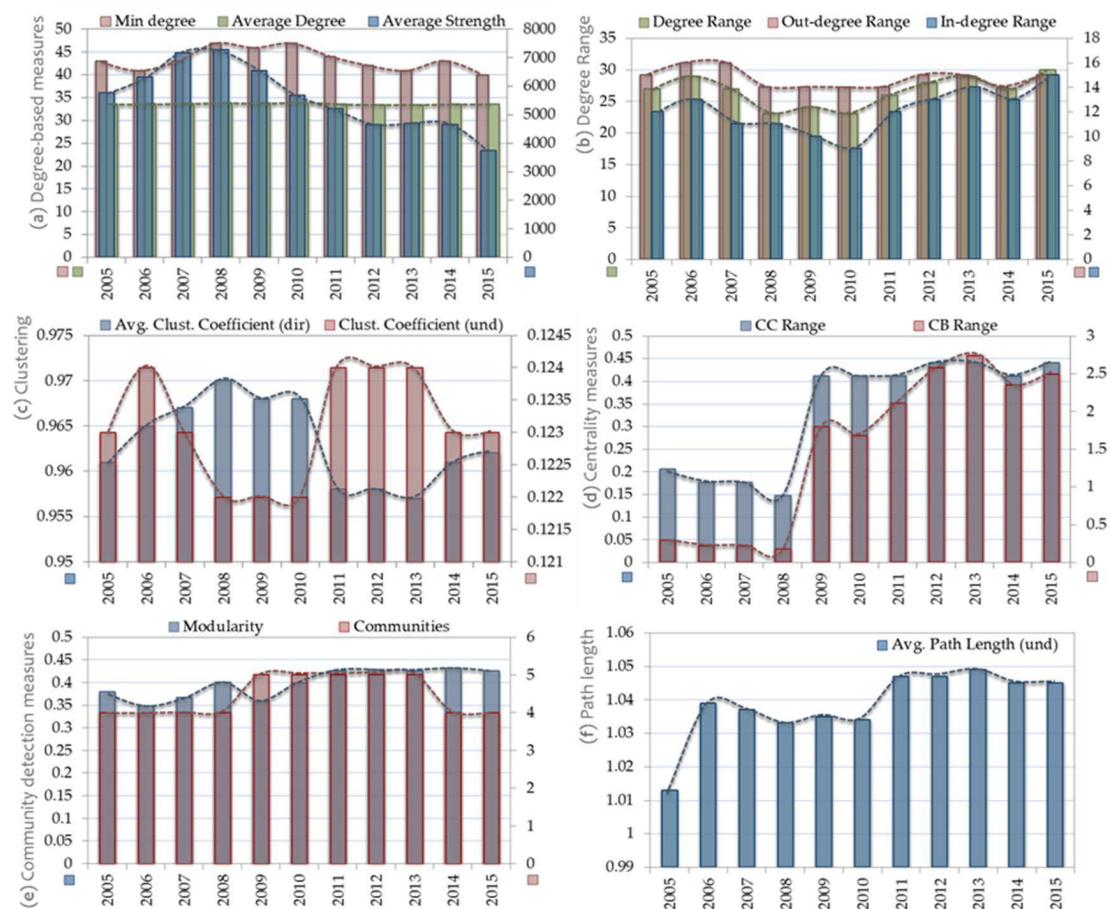 Min degree Average Degree Average Strength
(a) Degree-based measures
50 45 40 35 30 25 20 15 10 5 0
8000 7000 6000 5000 4000 3000 2000 1000 0
2005 2006 2007 2008 2009 2010 2011 2012 2013 2014 2015
Degree Range Out-degree Range In-degree Range
(b) Degree Range
35 30 25 20 15 10 5 0
18 16 14 12 10 8 6 4 2 0
2005 2006 2007 2008 2009 2010 2011 2012 2013 2014 2015
Avg. Clust. Coefficient (dir) Clust. Coefficient (und)
(c) Clustering
0.975 0.97 0.965 0.96 0.955 0.95
0.1245 0.124 0.1235 0.123 0.1225 0.122 0.1215 0.121
2005 2006 2007 2008 2009 2010 2011 2012 2013 2014 2015
CC Range CB Range
(d) Centrality measures
0.5 0.45 0.4 0.35 0.3 0.25 0.2 0.15 0.1 0.05 0
3 2.5 2 1.5 1 0.5 0
2005 2006 2007 2008 2009 2010 2011 2012 2013 2014 2015
Modularity Communities
(e) Community detection measures
0.5 0.45 0.4 0.35 0.3 0.25 0.2 0.15 0.1 0.05 0
6 5 4 3 2 1 0
2005 2006 2007 2008 2009 2010 2011 2012 2013 2014 2015
Avg. Path Length (und)
(f) Path length
1.06 1.05 1.04 1.03 1.02 1.01 1 0.99
2005 2006 2007 2008 2009 2010 2011 2012 2013 2014 2015